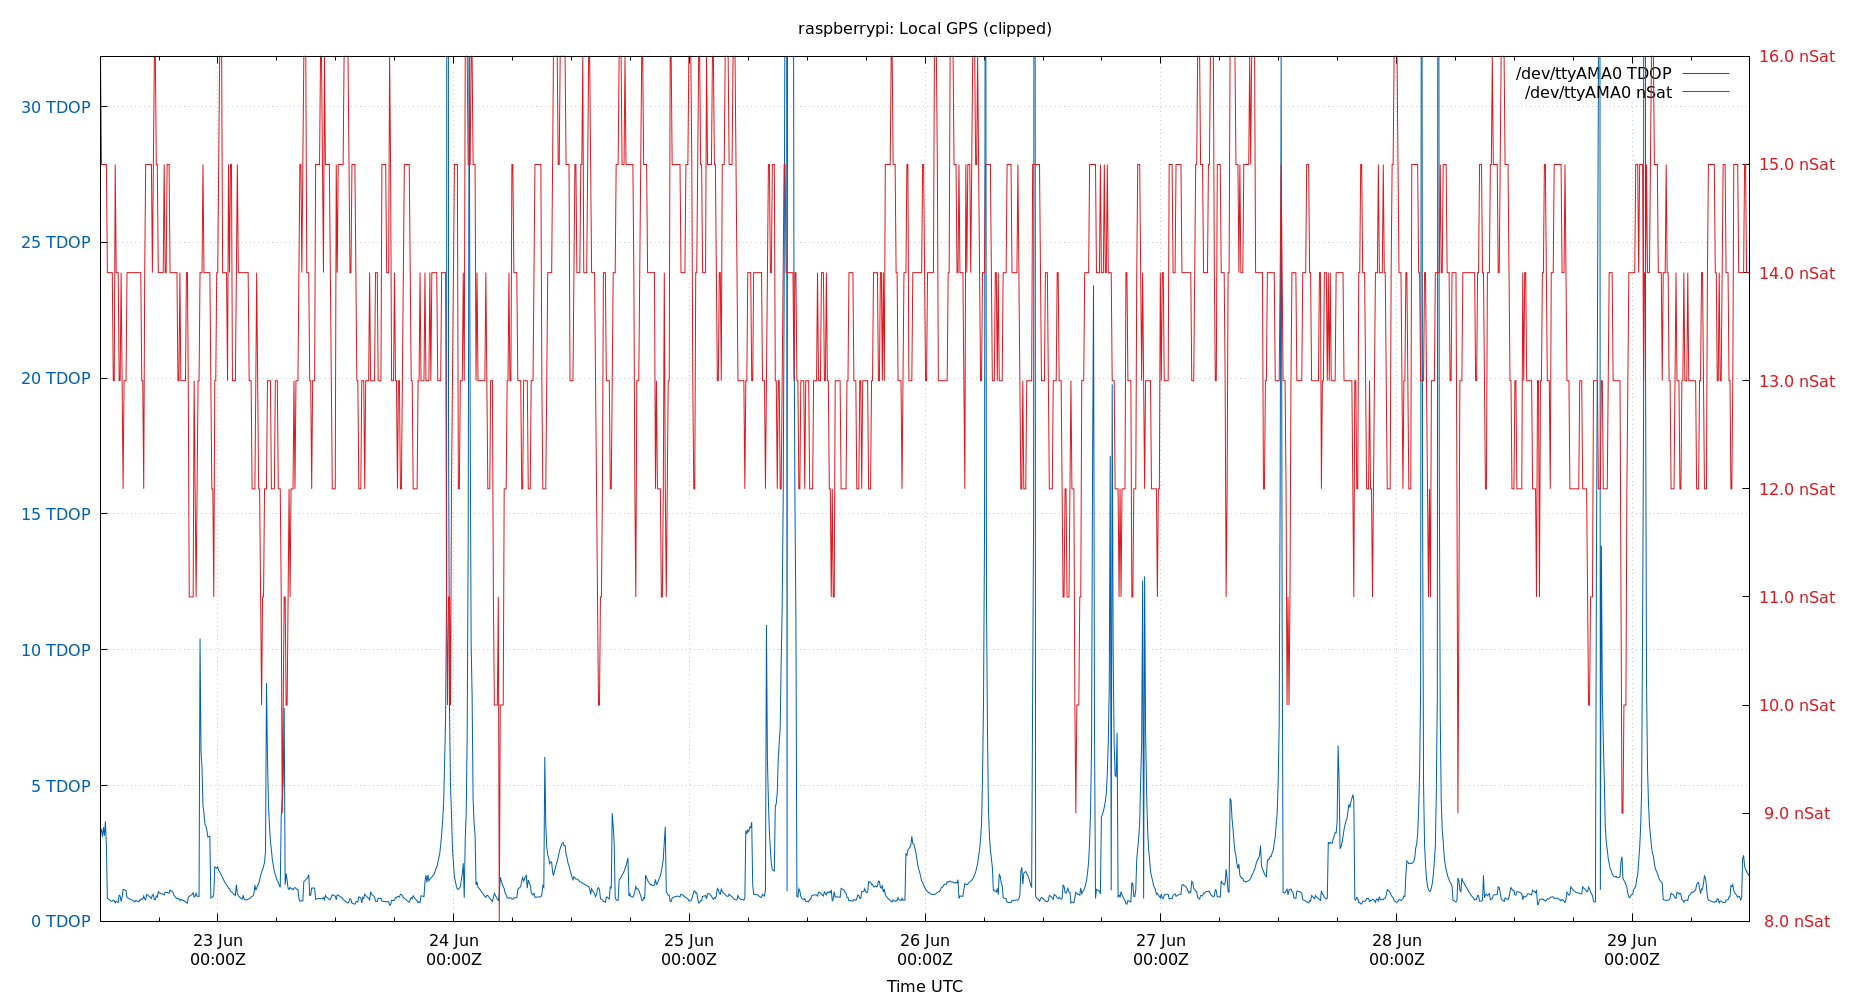 raspberrypi: Local GPS (clipped)
/dev/ttyAMA0 TDOP
/dev/ttyAMA0 nSat
30 TDOP
25 TDOP
20 TDOP
15 TDOP
10 TDOP
5 TDOP
0 TDOP
16.0 nSat
15.0 nSat
14.0 nSat
13.0 nSat
12.0 nSat
11.0 nSat
10.0 nSat
9.0 nSat
8.0 nSat
23 Jun
00:00Z
24 Jun
00:00Z
25 Jun
00:00Z
26 Jun
00:00Z
27 Jun
00:00Z
28 Jun
00:00Z
29 Jun
00:00Z
Time UTC